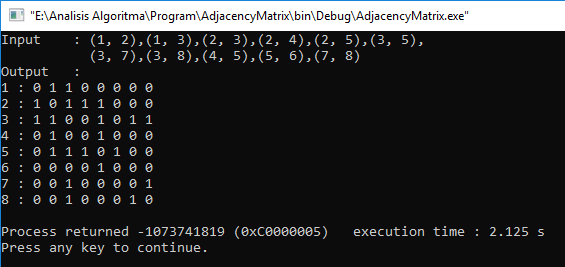 "E:\Analisis Algoritma\Program\AdjacencyMatrix\bin\Debug\AdjacencyMatrix.exe"
Input    : (1, 2),(1, 3),(2, 3),(2, 4),(2, 5),(3, 5),
           (3, 7),(3, 8),(4, 5),(5, 6),(7, 8)
Output   :
1 : 0 1 1 0 0 0 0 0
2 : 1 0 1 1 1 0 0 0
3 : 1 1 0 0 1 0 1 1
4 : 0 1 0 0 1 0 0 0
5 : 0 1 1 1 0 1 0 0
6 : 0 0 0 0 1 0 0 0
7 : 0 0 1 0 0 0 0 1
8 : 0 0 1 0 0 0 1 0
Process returned -1073741819 (0xC0000005)   execution time : 2.125 s
Press any key to continue.